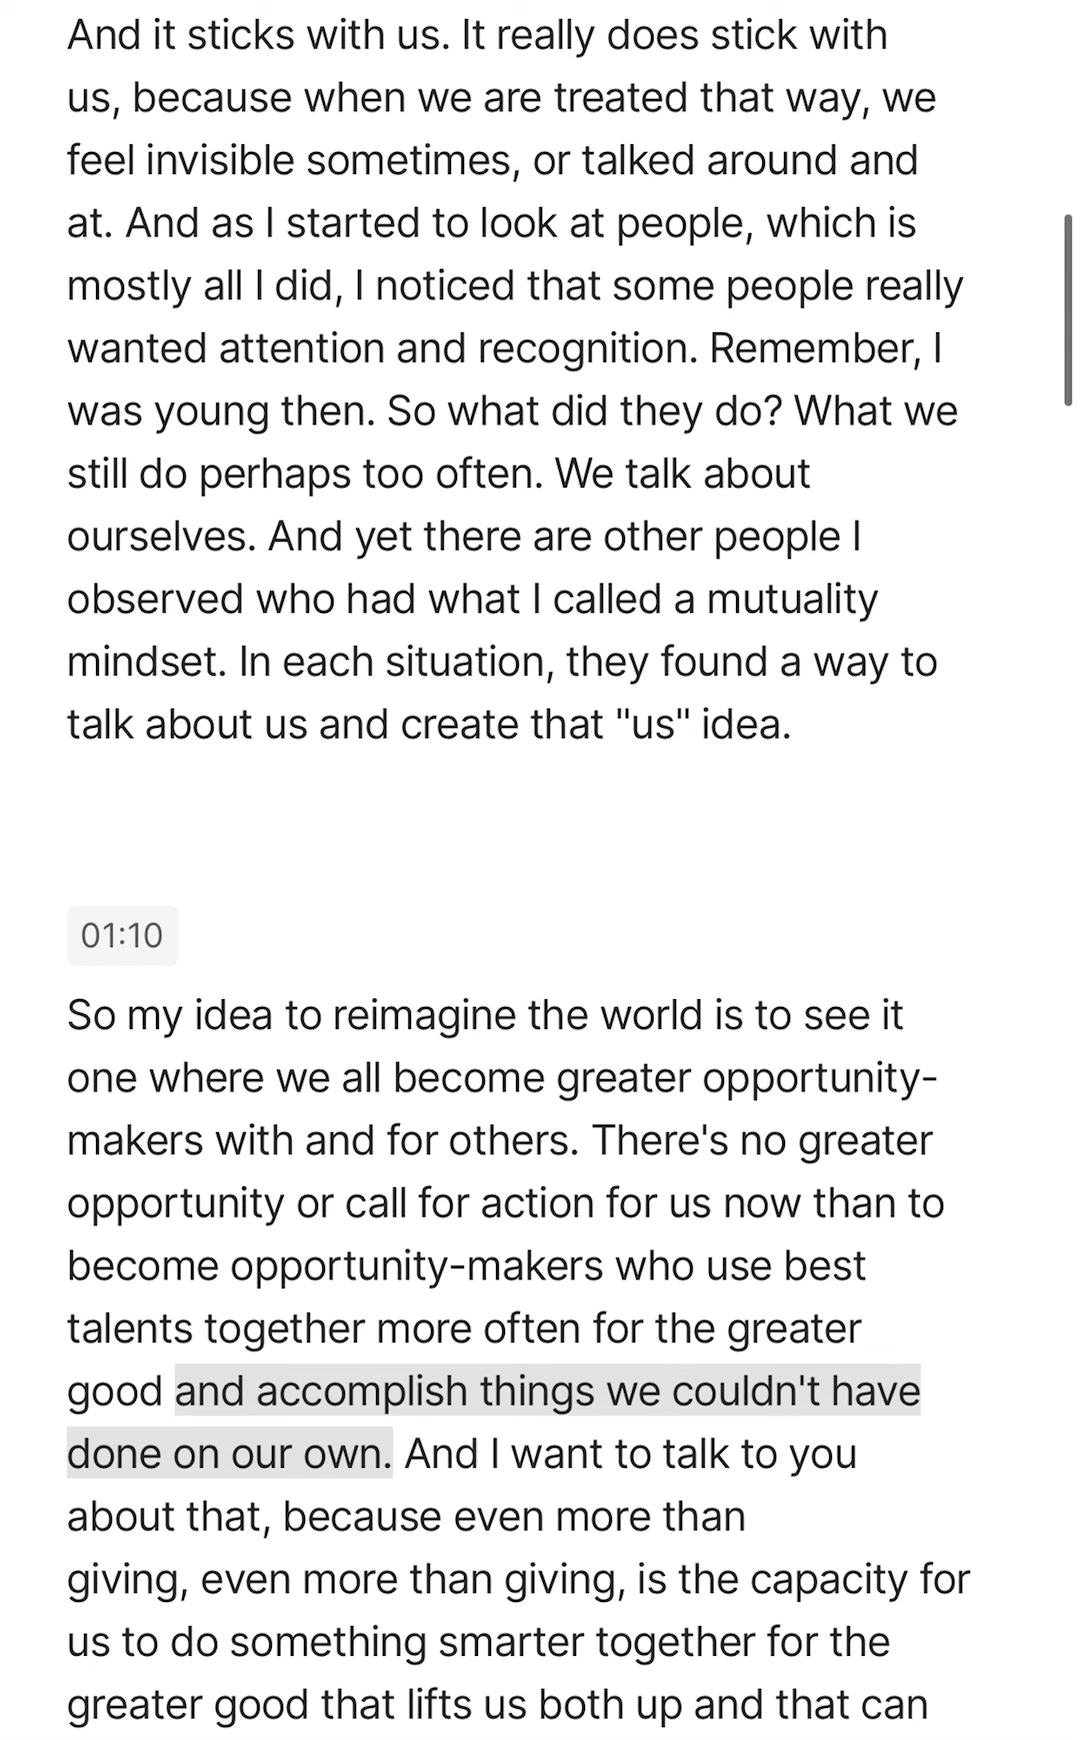 And it sticks with us. It really does stick with
us, because when we are treated that way, we
feel invisible sometimes, or talked around and
at. And as I started to look at people, which is
mostly all I did, I noticed that some people really
wanted attention and recognition. Remember, I
was young then. So what did they do? What we
still do perhaps too often. We talk about
ourselves. And yet there are other people I
observed who had what I called a mutuality
mindset. In each situation, they found a way to
talk about us and create that "us" idea.
01:10
So my idea to reimagine the world is to see it
one where we all become greater opportunity-
makers with and for others. There's no greater
opportunity or call for action for us now than to
become opportunity-makers who use best
talents together more often for the greater
good and accomplish things we couldn't have
done on our own. And I want to talk to you
about that, because even more than
giving, even more than giving, is the capacity for
us to do something smarter together for the
greater good that lifts us both up and that can